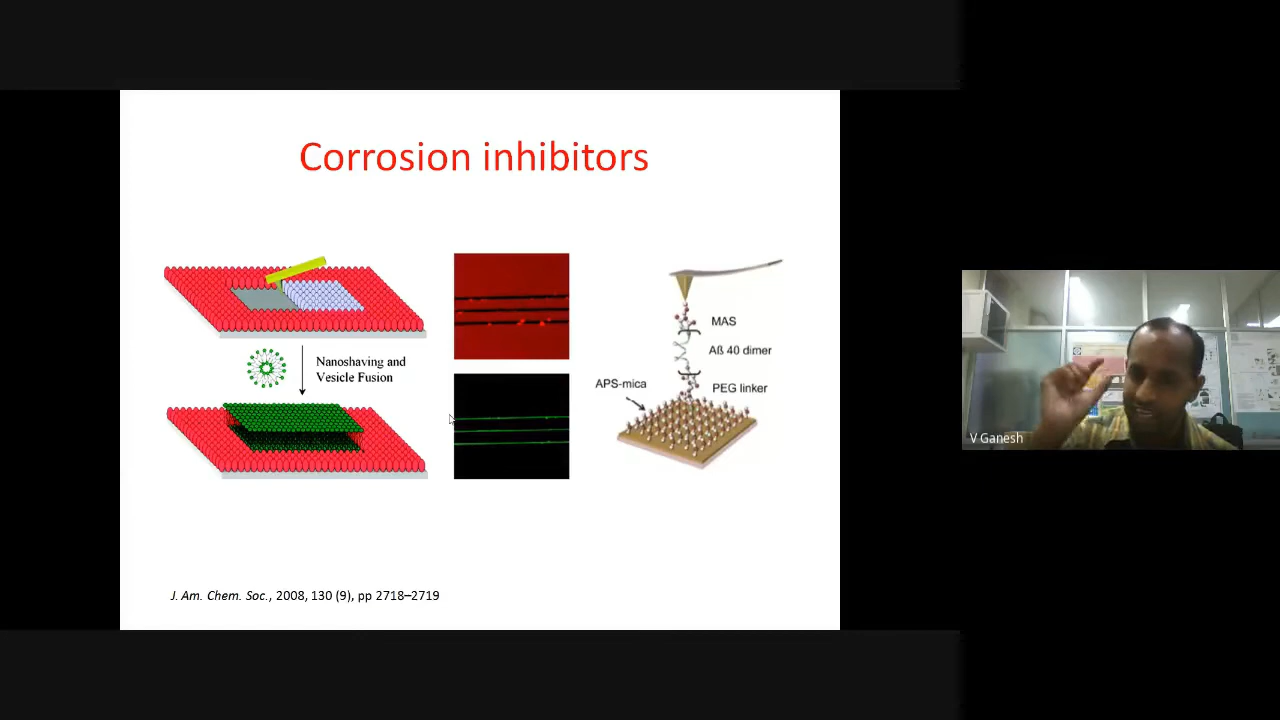 Corrosion inhibitors
Nanoshaving and
Vesicle Fusion
MAS
Aß 40 dimer
APS-mica
PEG linker
J. Am. Chem. Soc., 2008, 130 (9), pp 2718–2719
V Ganesh